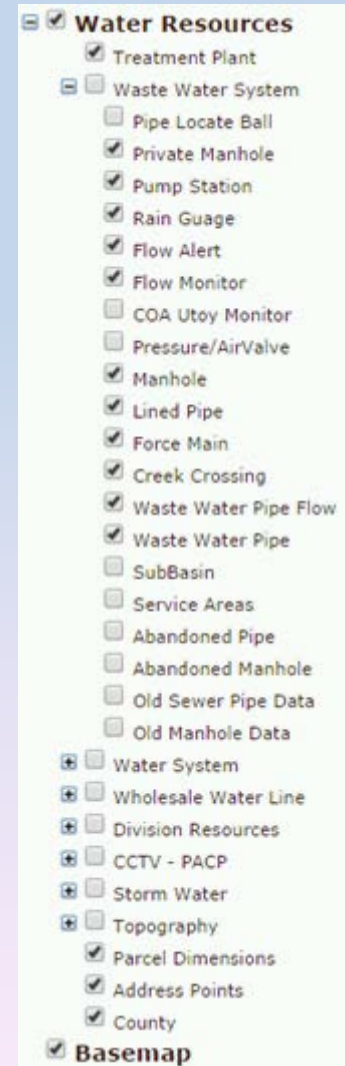 Water Resources
Treatment Plant
Waste Water System
Pipe Locate Ball
Private Manhole
Pump Station
Rain Guage
Flow Alert
Flow Monitor
COA Utoy Monitor
Pressure/AirValve
Manhole
Lined Pipe
Force Main
Creek Crossing
Waste Water Pipe Flow
Waste Water Pipe
SubBasin
Service Areas
Abandoned Pipe
Abandoned Manhole
Old Sewer Pipe Data
Old Manhole Data
Water System
Wholesale Water Line
Division Resources
CCTV - PACP
Storm Water
Topography
Parcel Dimensions
Address Points
County
Basemap